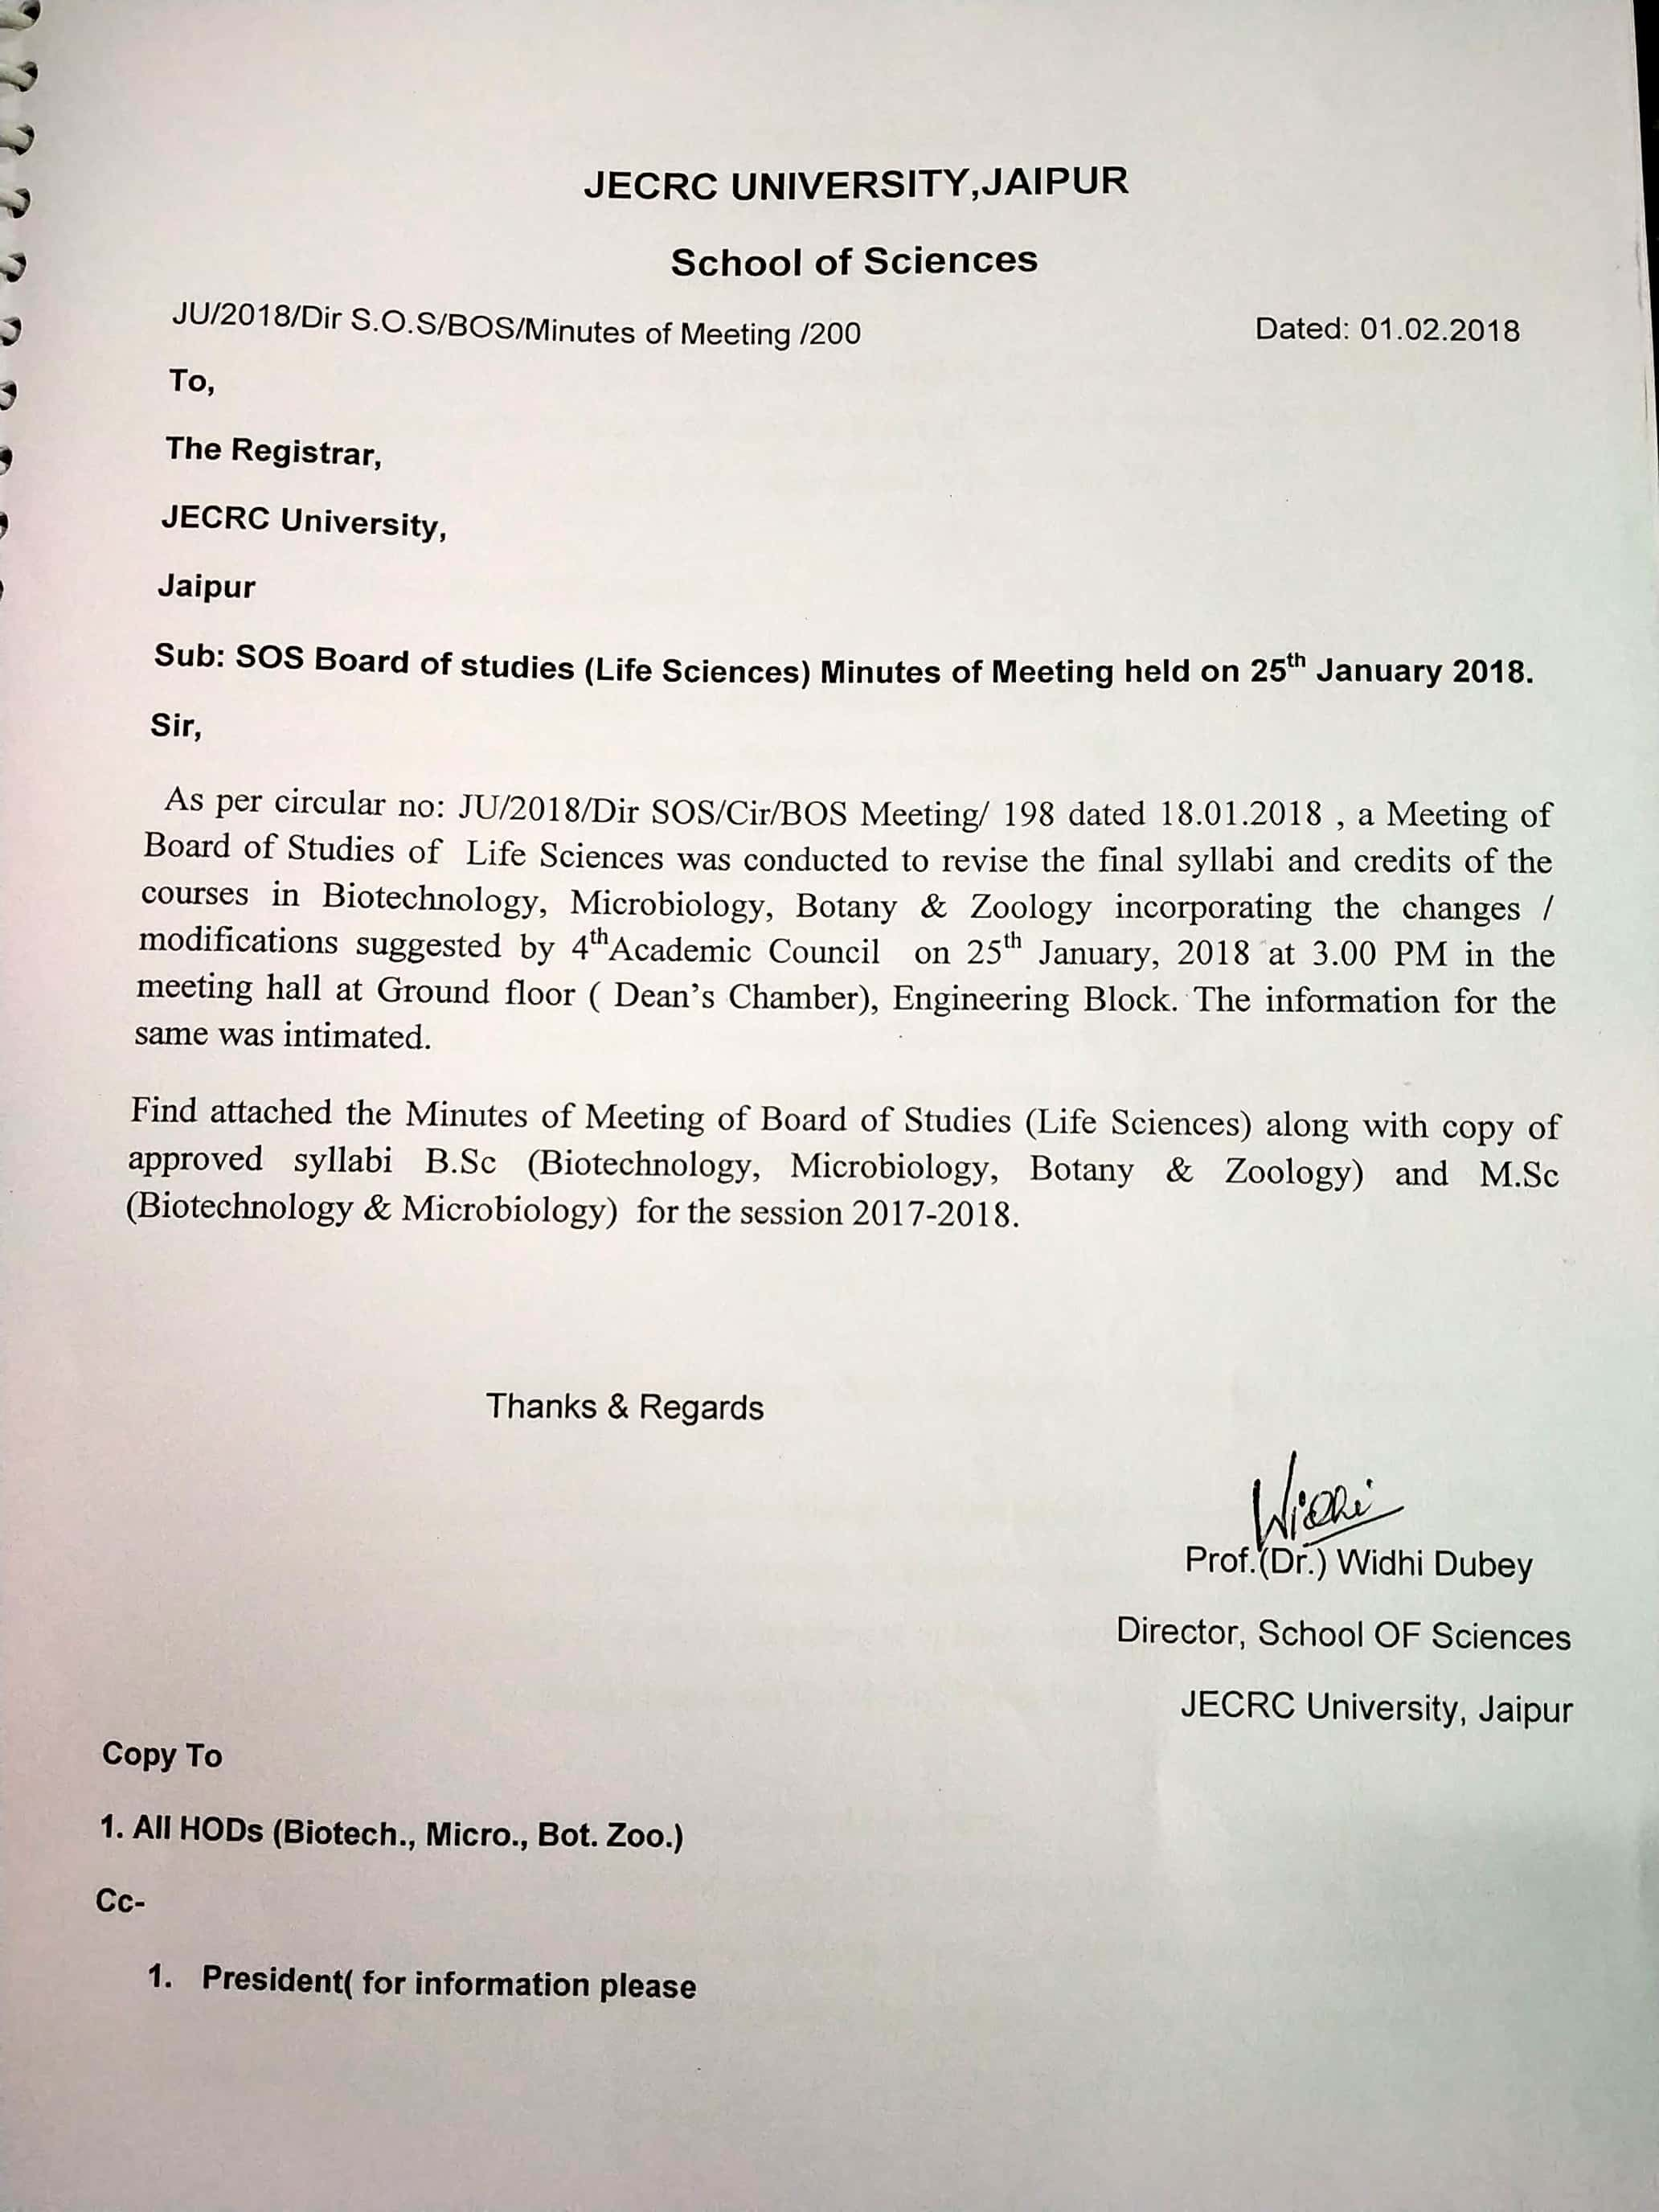 JECRC UNIVERSITY,JAIPUR
School of Sciences
JU/2018/Dir S.O.S/BOS/Minutes of Meeting /200 Dated: 01.02.2018
To,
The Registrar,
JECRC University,
Jaipur
Sub: SOS Board of studies (Life Sciences) Minutes of Meeting held on 25th January 2018.
Sir,
As per circular no: JU/2018/Dir SOS/Cir/BOS Meeting/ 198 dated 18.01.2018 , a Meeting of
Board of Studies of Life Sciences was conducted to revise the final syllabi and credits of the
courses in Biotechnology, Microbiology, Botany & Zoology incorporating the changes /
modifications suggested by 4th Academic Council on 25th January, 2018 at 3.00 PM in the
meeting hall at Ground floor ( Dean's Chamber), Engineering Block. The information for the
same was intimated.
Find attached the Minutes of Meeting of Board of Studies (Life Sciences) along with copy of
approved syllabi B.Sc (Biotechnology, Microbiology, Botany & Zoology) and M.Sc
(Biotechnology & Microbiology) for the session 2017-2018.
Thanks & Regards
Widhi
Prof.(Dr.) Widhi Dubey
Director, School OF Sciences
JECRC University, Jaipur
Copy To
1. All HODs (Biotech., Micro., Bot. Zoo.)
Cc-
1. President( for information please